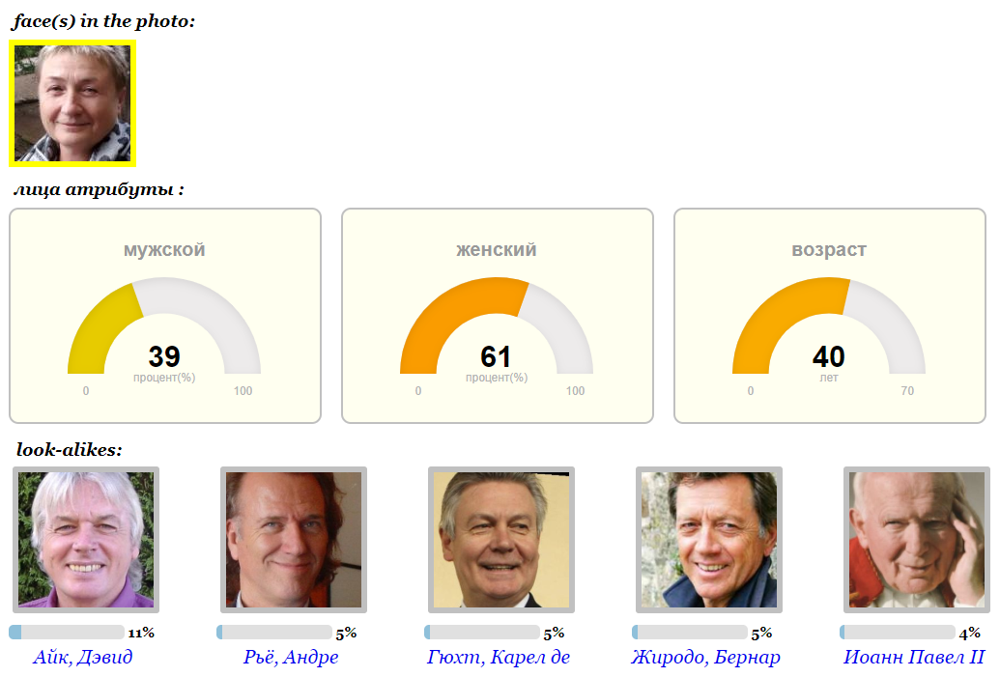 face(s) in the photo:
лица атрибуты :
мужской
39
процент(%)
0
100
женский
61
процент(%)
0
100
возраст
40
лет
0
70
look-alikes:
11%
Айк, Дэвид
5%
Рьё, Андре
5%
Гюхт, Карел де
5%
Жиродо, Бернар
4%
Иоанн Павел II